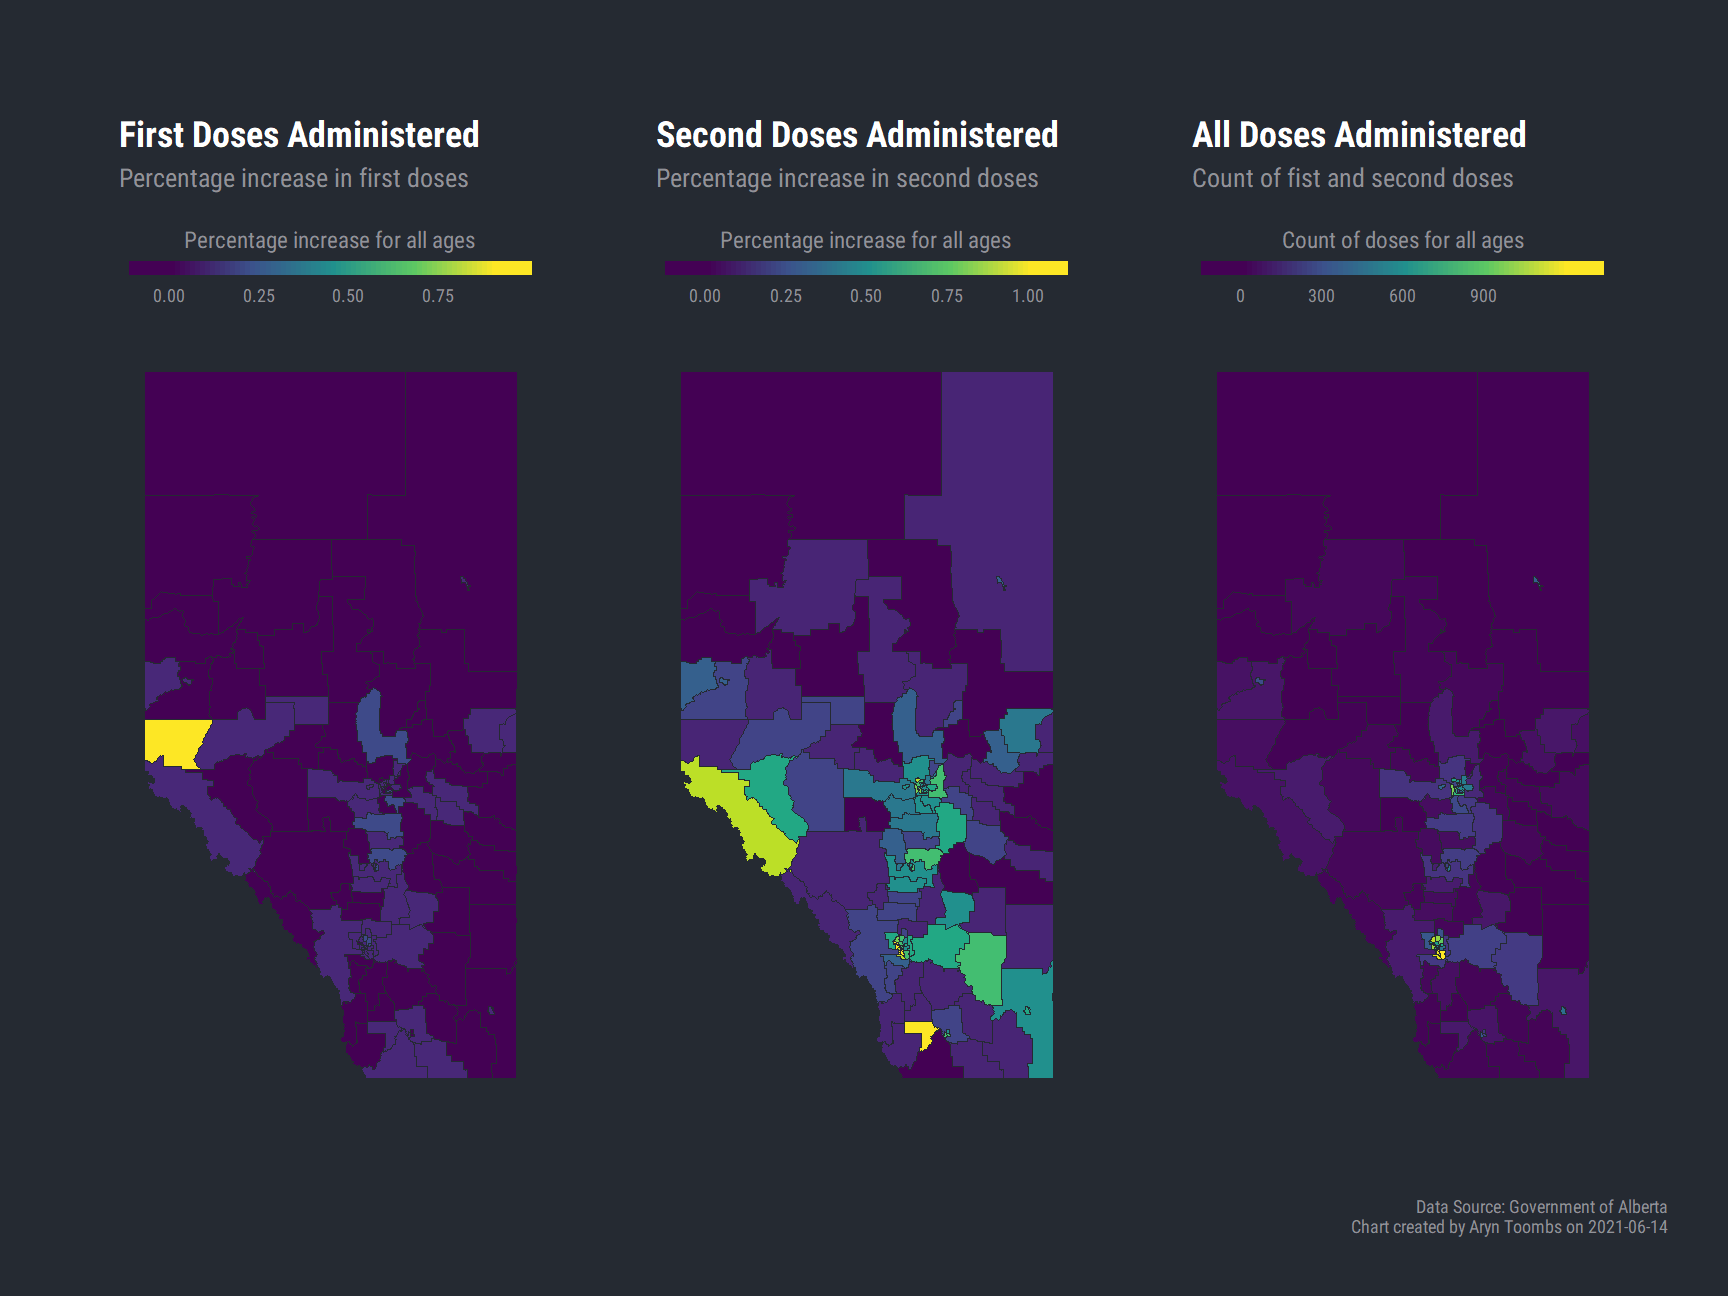 First Doses Administered
Percentage increase in first doses
Percentage increase for all ages
0.00 0.25 0.50 0.75
Second Doses Administered
Percentage increase in second doses
Percentage increase for all ages
0.00 0.25 0.50 0.75 1.00
All Doses Administered
Count of fist and second doses
Count of doses for all ages
0 300 600 900
Data Source: Government of Alberta
Chart created by Aryn Toombs on 2021-06-14